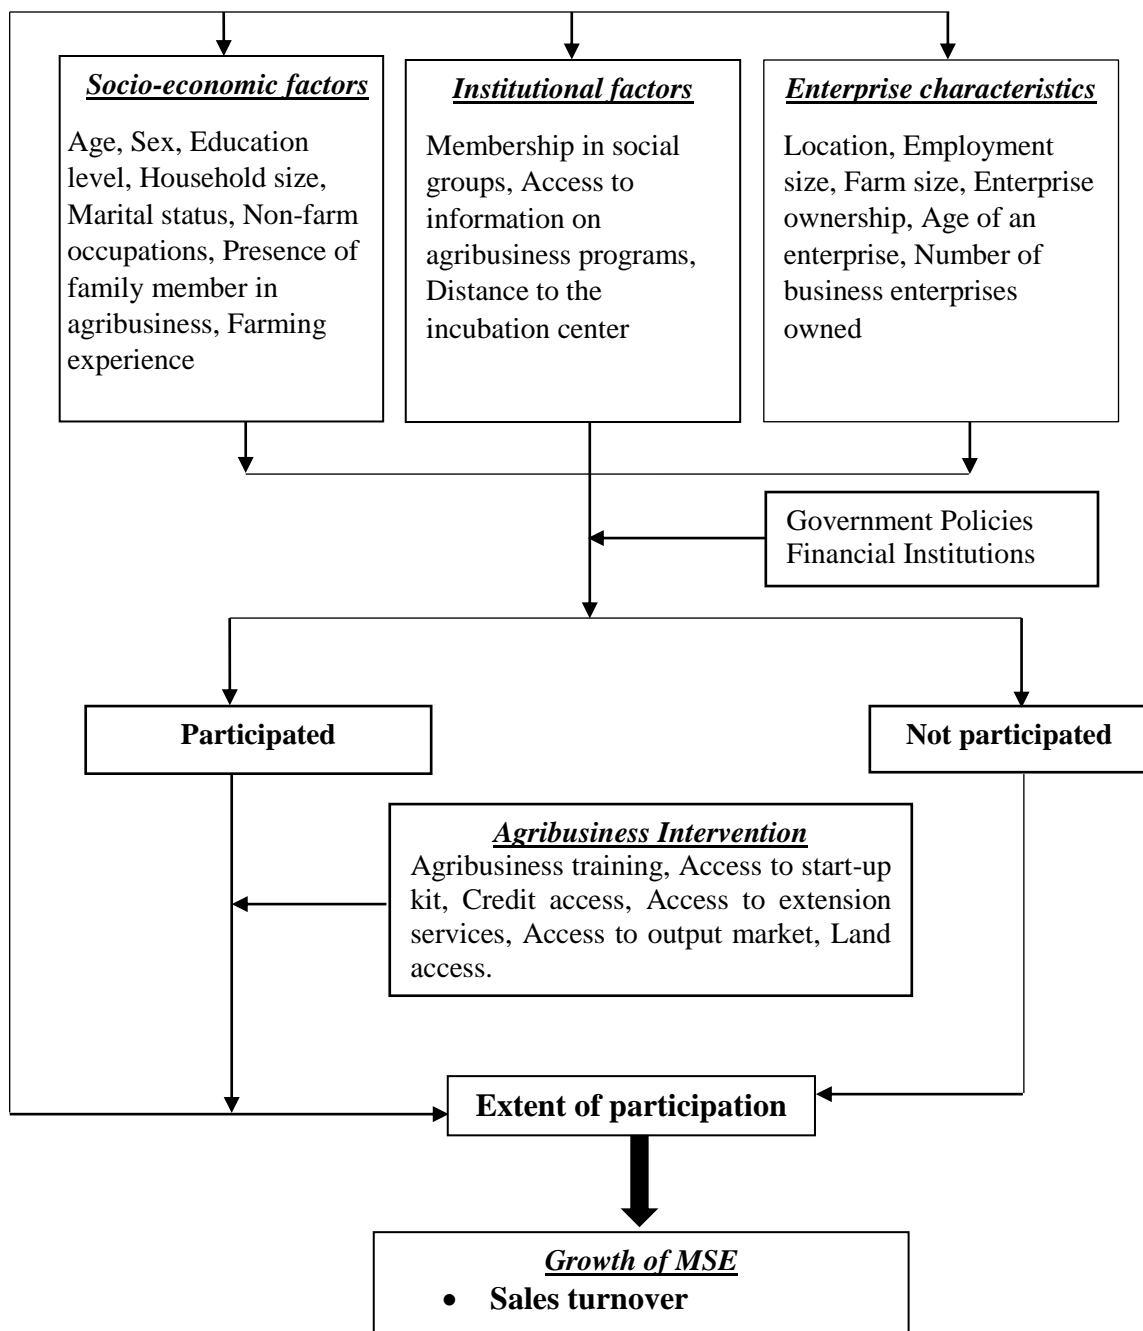 Socio-economic factors
Age, Sex, Education
level, Household size,
Marital status, Non-farm
occupations, Presence of
family member in
agribusiness, Farming
experience
Institutional factors
Membership in social
groups, Access to
information on
agribusiness programs,
Distance to the
incubation center
Enterprise characteristics
Location, Employment
size, Farm size, Enterprise
ownership, Age of an
enterprise, Number of
business enterprises
owned
Government Policies
Financial Institutions
Participated
Not participated
Agribusiness Intervention
Agribusiness training, Access to start-up
kit, Credit access, Access to extension
services, Access to output market, Land
access.
Extent of participation
Growth of MSE
• Sales turnover